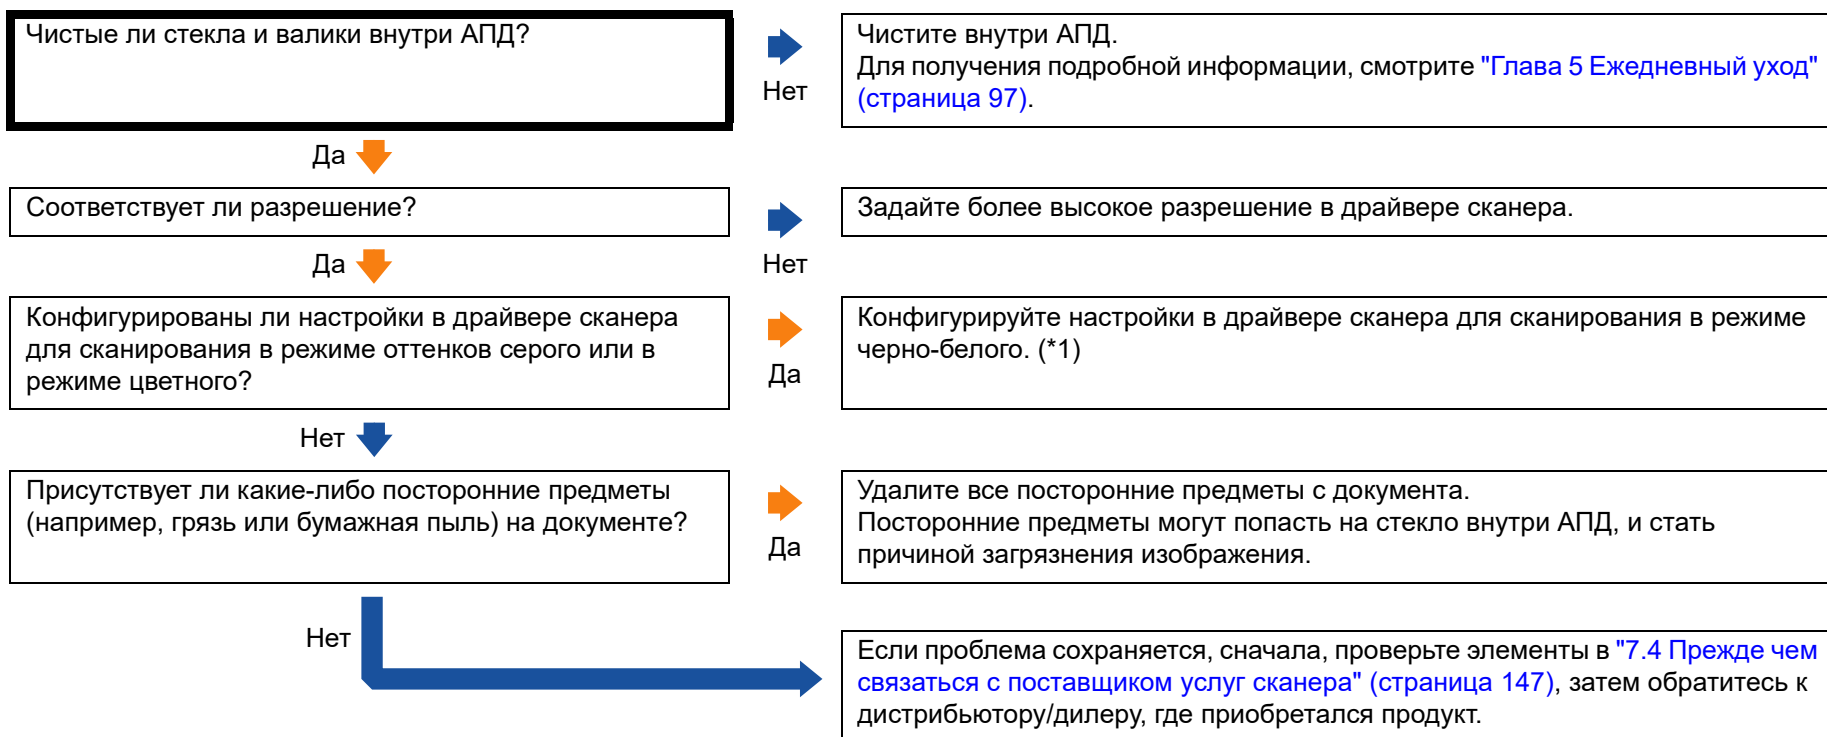 Чистые ли стекла и валики внутри АПД?
Нет
Чистите внутри АПД.
Для получения подробной информации, смотрите "Глава 5 Ежедневный уход"
(страница 97).
Да
Соответствует ли разрешение?
Нет
Задайте более высокое разрешение в драйвере сканера.
Да
Конфигурированы ли настройки в драйвере сканера
для сканирования в режиме оттенков серого или в
режиме цветного?
Да
Конфигурируйте настройки в драйвере сканера для сканирования в режиме
черно-белого. (*1)
Нет
Присутствует ли какие-либо посторонние предметы
(например, грязь или бумажная пыль) на документе?
Да
Удалите все посторонние предметы с документа.
Посторонние предметы могут попасть на стекло внутри АПД, и стать
причиной загрязнения изображения.
Нет
Если проблема сохраняется, сначала, проверьте элементы в "7.4 Прежде чем
связаться с поставщиком услуг сканера" (страница 147), затем обратитесь к
дистрибьютору/дилеру, где приобретался продукт.